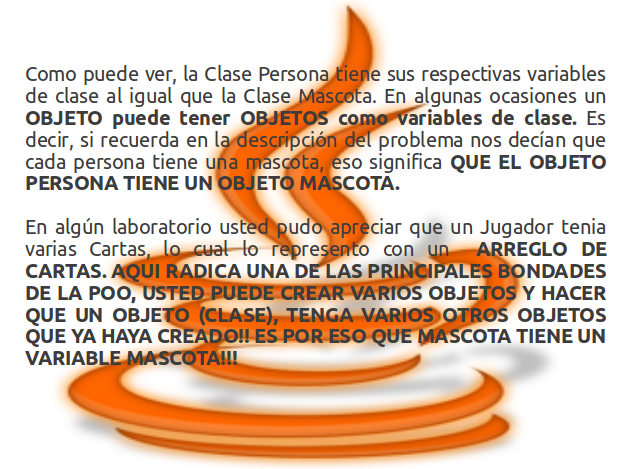 Como puede ver, la Clase Persona tiene sus respectivas variables
de clase al igual que la Clase Mascota. En algunas ocasiones un
OBJETO puede tener OBJETOS como variables de clase. Es
decir, si recuerda en la descripción del problema nos decían que
cada persona tiene una mascota, eso significa QUE EL OBJETO
PERSONA TIENE UN OBJETO MASCOTA.
En algún laboratorio usted pudo apreciar que un Jugador tenia
varias Cartas, lo cual lo represento con un ARREGLO DE
CARTAS. AQUI RADICA UNA DE LAS PRINCIPALES BONDADES
DE LA POO, USTED PUEDE CREAR VARIOS OBJETOS Y HACER
QUE UN OBJETO (CLASE), TENGA VARIOS OTROS OBJETOS
QUE YA HAYA CREADO!! ES POR ESO QUE MASCOTA TIENE UN
VARIABLE MASCOTA!!!